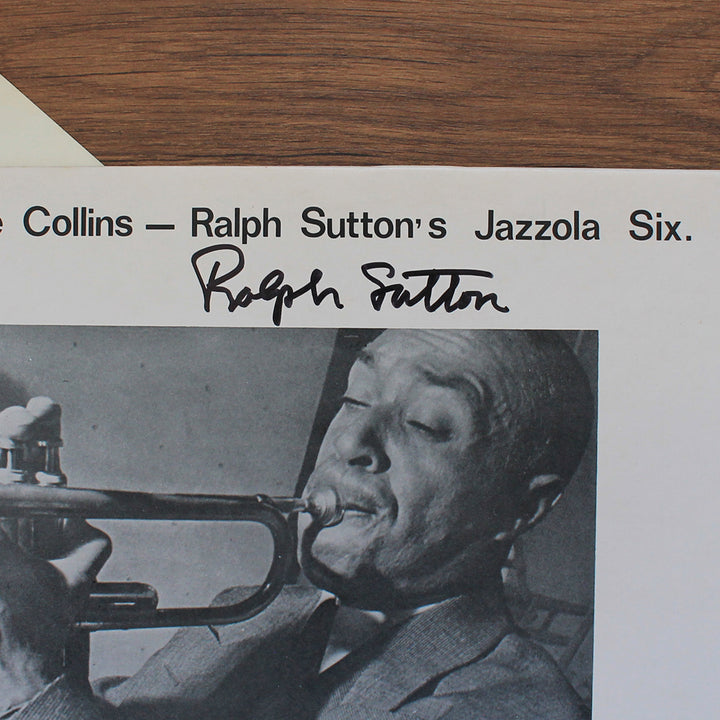 Collins — Ralph Sutton's Jazzola Six.
Ralph Sutton